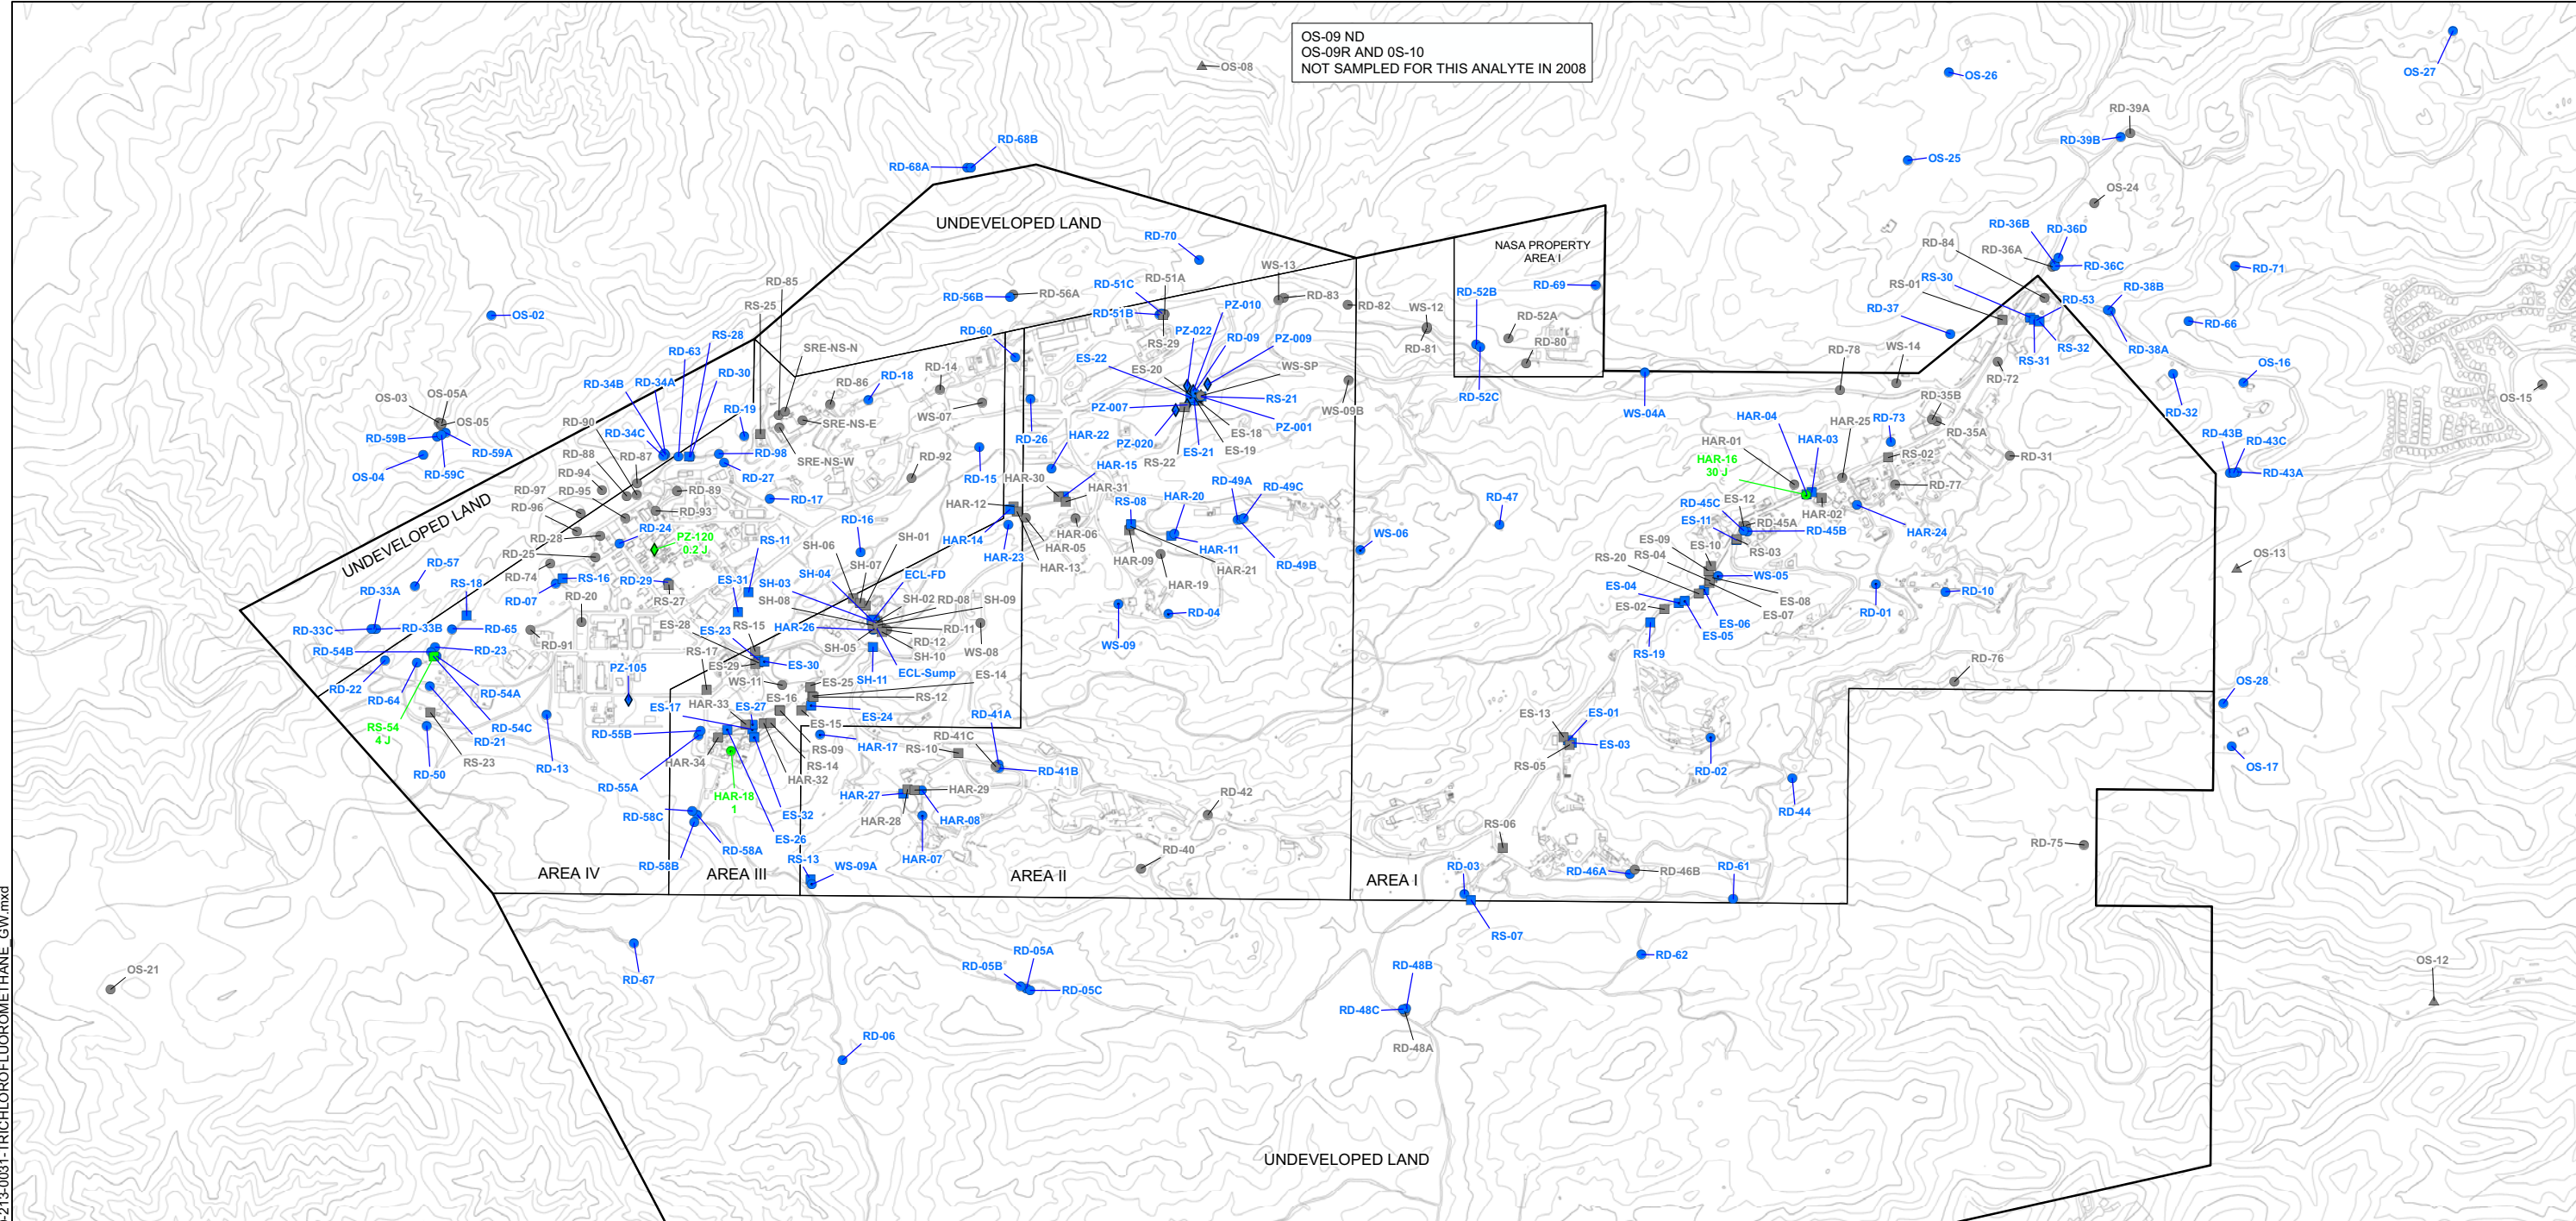 OS-09 ND
OS-09R AND 0S-10
NOT SAMPLED FOR THIS ANALYTE IN 2008
OS-08
OS-27
OS-26
OS-25
RD-39A
RD-39B
OS-24
RD-68B
RD-68A
UNDEVELOPED LAND
RD-70
NASA PROPERTY
AREA I
RD-69
RD-84
RD-36B
RD-36D
RD-36A
RD-36C
RD-71
RS-30
RS-01
RD-53
RD-38B
RD-37
RD-66
RS-32
RS-31
RD-38A
RD-72
OS-16
OS-15
RD-32
RD-85
RS-25
RD-56B
RD-56A
RD-51C
RD-51A
RD-51B
WS-13
RD-83
RD-82
WS-12
RD-81
RD-52B
RD-52A
RD-80
RD-52C
WS-04A
RD-78
WS-14
OS-02
RS-28
RD-63
RD-30
RD-34B
RD-34A
RD-34C
RD-19
SRE-NS-N
RD-86
RD-18
RD-14
RD-60
WS-07
SRE-NS-E
SRE-NS-W
RS-29
PZ-010
PZ-022
RD-09
PZ-009
ES-22
ES-20
WS-SP
PZ-007
RS-21
PZ-001
PZ-020
ES-18
ES-19
ES-21
RS-22
WS-09B
OS-05A
OS-03
OS-05
RD-59B
RD-59A
RD-59C
OS-04
RD-90
RD-88
RD-87
RD-94
RD-97
RD-95
RD-96
RD-89
RD-93
RD-98
RD-27
RD-17
RD-92
RD-15
RD-26
HAR-22
HAR-15
HAR-30
HAR-31
HAR-12
HAR-14
HAR-23
HAR-05
HAR-13
HAR-06
RS-08
HAR-20
HAR-11
HAR-09
HAR-19
HAR-21
RD-49A
RD-49C
RD-49B
RD-47
WS-06
HAR-04
HAR-03
HAR-25
RD-73
RD-35B
RD-35A
HAR-01
HAR-16
30 J
RS-02
RD-31
RD-77
HAR-02
HAR-24
RD-43B
RD-43C
RD-43A
ES-12
RD-45C
RD-45A
ES-11
RD-45B
RS-03
ES-09
ES-10
RS-04
RS-20
WS-05
ES-04
ES-08
ES-07
ES-02
ES-06
ES-05
RS-19
RD-01
RD-10
OS-13
UNDEVELOPED LAND
RD-28
RD-24
RD-25
PZ-120
0.2 J
RD-74
RS-16
RD-07
RD-29
RS-27
RD-20
RS-11
RD-16
ES-31
SH-06
SH-01
SH-07
SH-04
SH-03
ECL-FD
SH-08
SH-02
RD-08
SH-09
HAR-26
RD-11
RD-12
SH-05
SH-10
WS-08
ECL-Sump
SH-11
WS-09
RD-04
RD-57
RS-18
RD-33A
RD-33C
RD-33B
RD-65
RD-91
RD-54B
RD-23
RD-22
RD-64
RD-54A
RD-54C
RS-54
4 J
RD-21
RD-50
RS-23
RD-13
PZ-105
ES-28
ES-23
RS-15
RS-17
ES-29
ES-30
WS-11
ES-25
ES-14
ES-16
RS-12
HAR-33
ES-27
ES-17
ES-24
ES-15
RD-55B
RS-09
RS-14
HAR-17
HAR-34
HAR-32
RD-55A
HAR-18
1
ES-32
ES-26
RD-58C
RD-58A
RD-58B
RS-13
WS-09A
RD-41A
RD-41C
RS-10
RD-41B
HAR-27
HAR-29
HAR-28
HAR-08
HAR-07
RD-42
RD-40
ES-13
ES-01
ES-03
RS-05
RD-02
RD-44
RD-76
OS-28
OS-17
RD-75
RS-06
RD-03
RD-46A
RD-46B
RD-61
RS-07
AREA IV
AREA III
AREA II
AREA I
RD-67
RD-05A
RD-05B
RD-05C
RD-06
RD-48B
RD-48C
RD-48A
RD-62
OS-21
OS-12
UNDEVELOPED LAND
-213-0031-TRICHLOROFLUOROMETHANE_GW.mxd